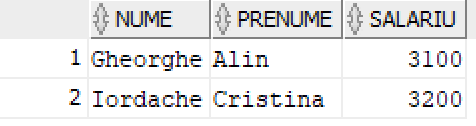 NUME PRENUME SALARIU
1 Gheorghe Alin 3100
2 Iordache Cristina 3200